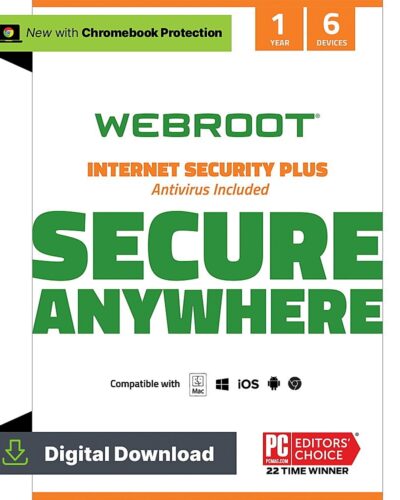 New with Chromebook Protection
1
YEAR
6
DEVICES
WEBROOT®
INTERNET SECURITY PLUS
Antivirus Included
SECURE
ANYWHERE
Compatible with
Mac
iOS
Digital Download
PC
PCMAG.COM
EDITORS'
CHOICE
22 TIME WINNER